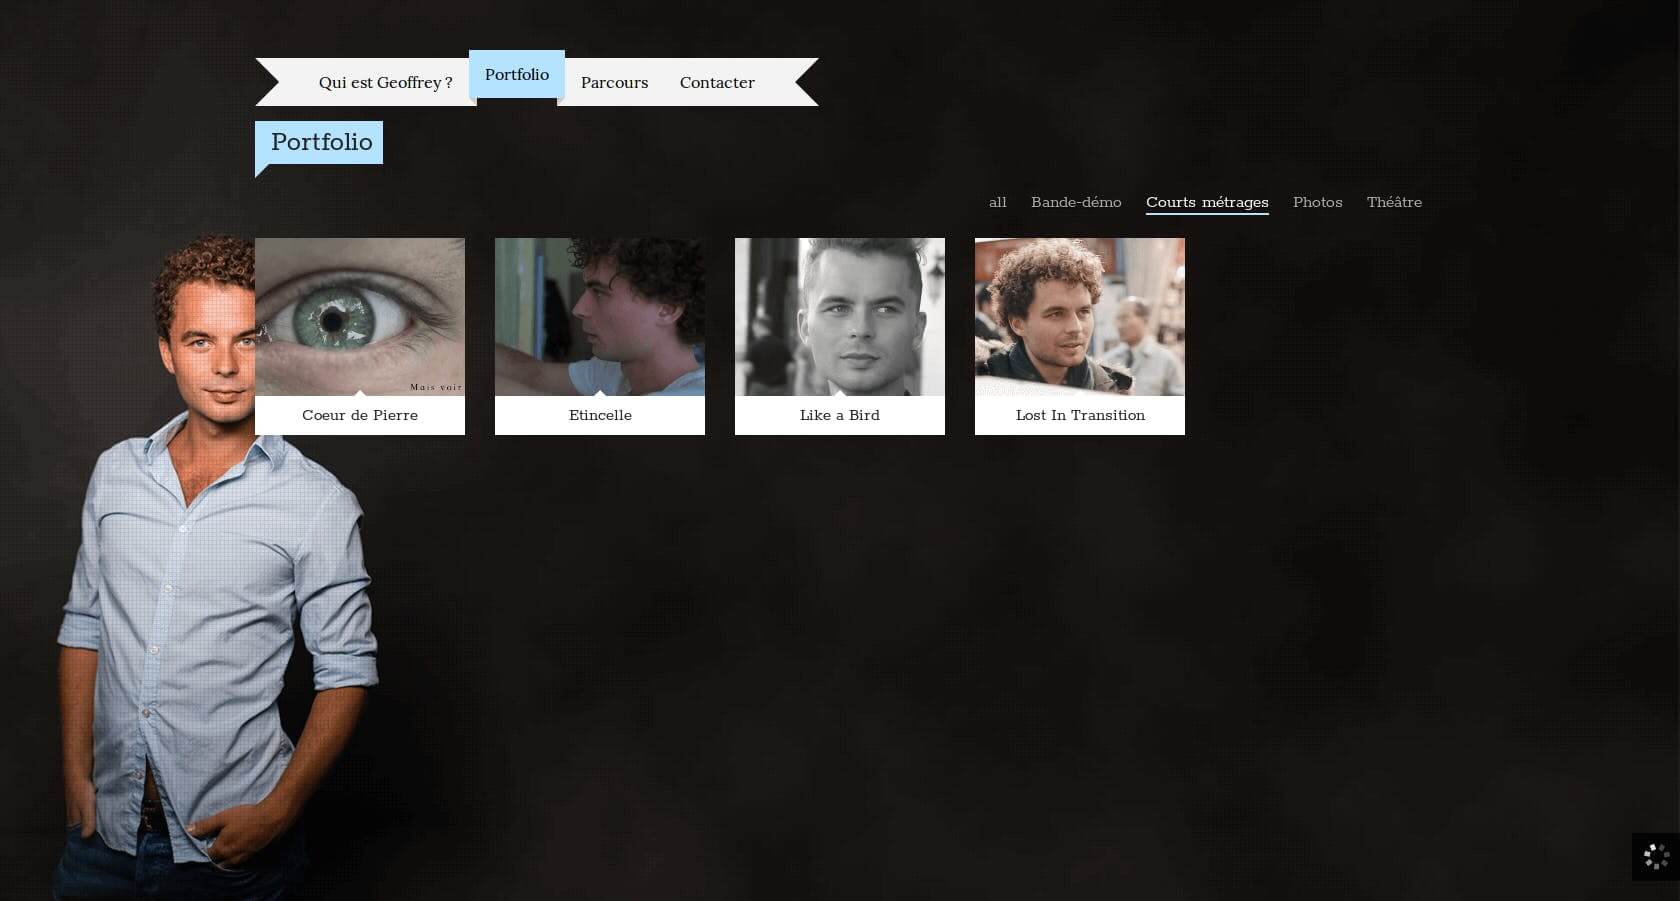 Qui est Geoffrey ?
Portfolio
Parcours
Contacter
Portfolio
all
Bande-démo
Courts métrages
Photos
Théâtre
Mais voir
Coeur de Pierre
Etincelle
Like a Bird
Lost In Transition